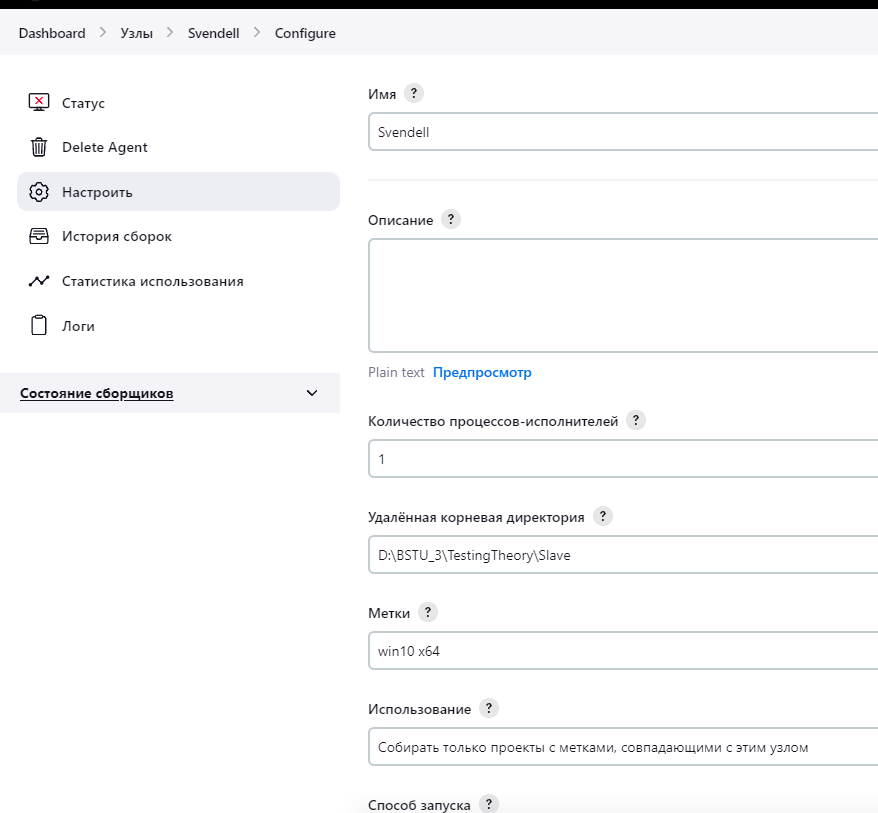 Dashboard > Узлы > Svendell > Configure
Статус
Delete Agent
Настроить
История сборок
Статистика использования
Логи
Состояние сборщиков
Имя ?
Svendell
Описание ?
Plain text Предпросмотр
Количество процессов-исполнителей ?
1
Удалённая корневая директория ?
D:\BSTU_3\TestingTheory\Slave
Метки ?
win10 x64
Использование ?
Собирать только проекты с метками, совпадающими с этим узлом
Способ запуска ?